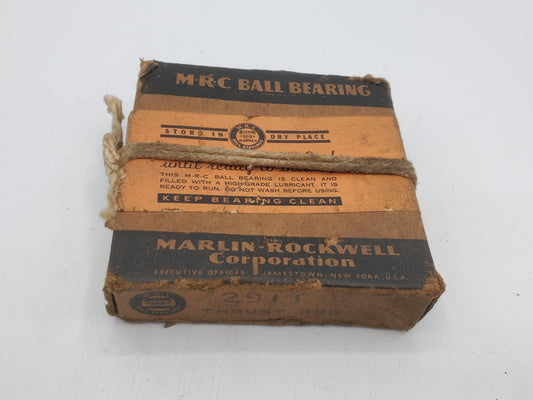 M-R-C BALL BEARING
STORE IN DRY PLACE
until ready to
THIS M-R-C BALL BEARING IS CLEAN AND
FILLED WITH A HIGH-GRADE LUBRICANT. IT IS
READY TO RUN. DO NOT WASH BEFORE USING.
KEEP BEARING CLEAN
MARLIN-ROCKWELL
Corporation
EXECUTIVE OFFICES JAMESTOWN, NEW YORK, U.S.A.
THRUST BRG